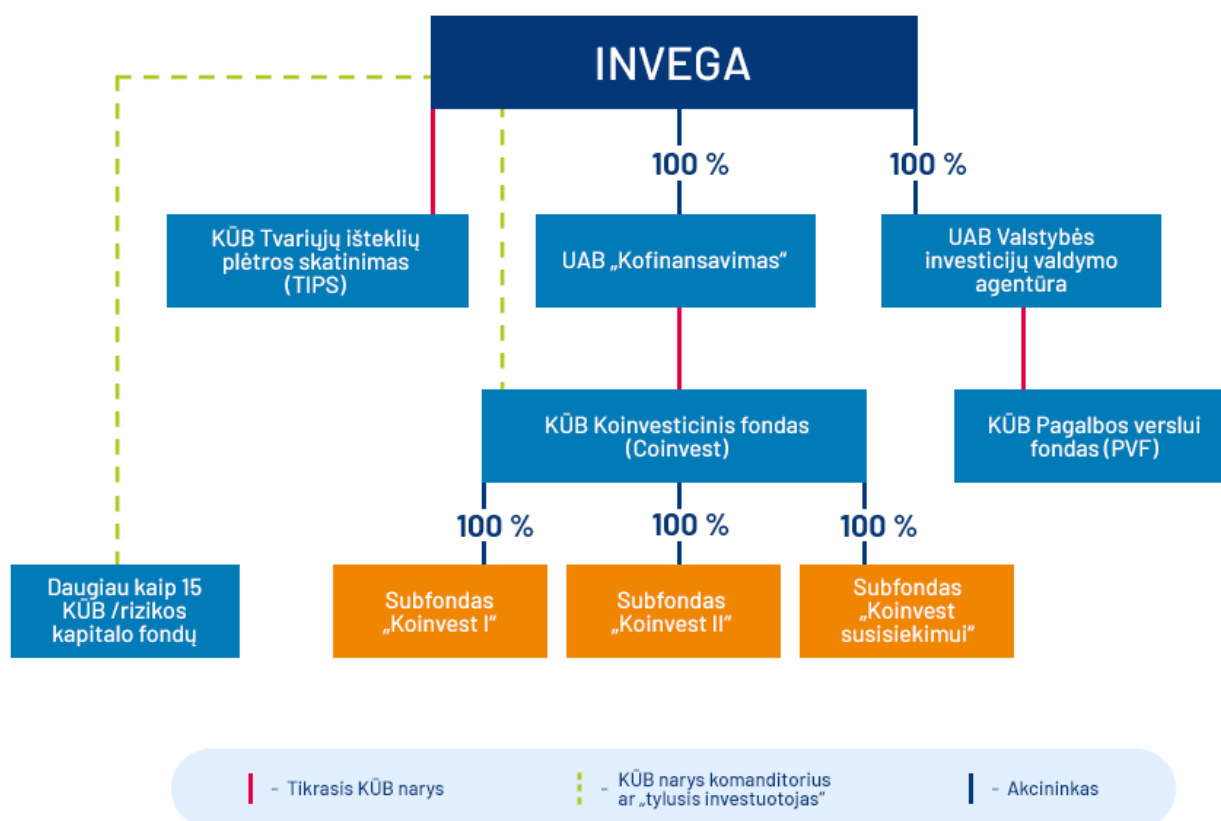 INVEGA
100 %
100 %
KŪB Tvariųjų išteklių
plėtros skatinimas
(TIPS)
UAB „Kofinansavimas“
UAB Valstybės
investicijų valdymo
agentūra
KŪB Koinvesticinis fondas
(Coinvest)
KŪB Pagalbos verslui
fondas (PVF)
100 %
100 %
100 %
Daugiau kaip 15
KŪB /rizikos
kapitalo fondų
Subfondas
„Koinvest I“
Subfondas
„Koinvest II“
Subfondas
„Koinvest
susisiekimui“
- Tikrasis KŪB narys
- KŪB narys komanditorius
ar „tylusis investuotojas“
- Akcininkas